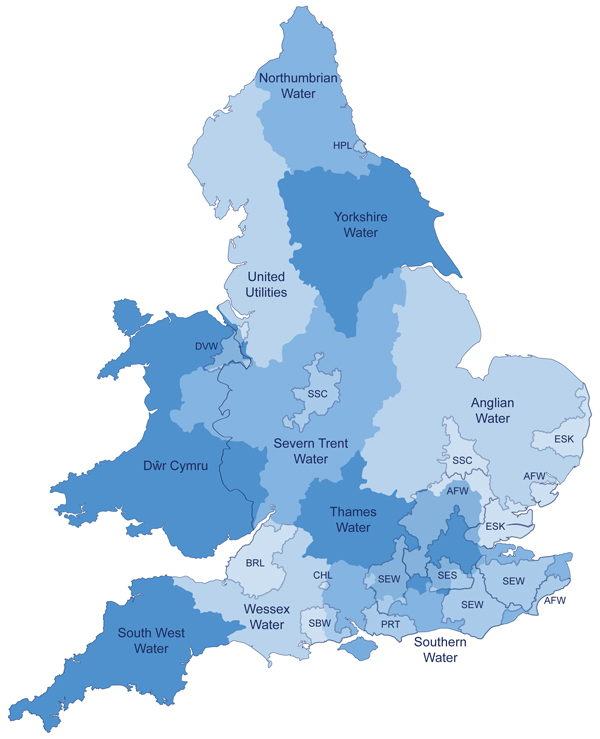 Northumbrian
Water
HPL
Yorkshire
Water
United
Utilities
DVW
SSC
Anglian
Water
ESK
Severn Trent
Water
SSC
Dŵr Cymru
AFW
AFW
Thames
Water
ESK
BRL
CHL
SEW
SES
SEW
AFW
Wessex
Water
SBW
PRT
SEW
South West
Water
Southern
Water